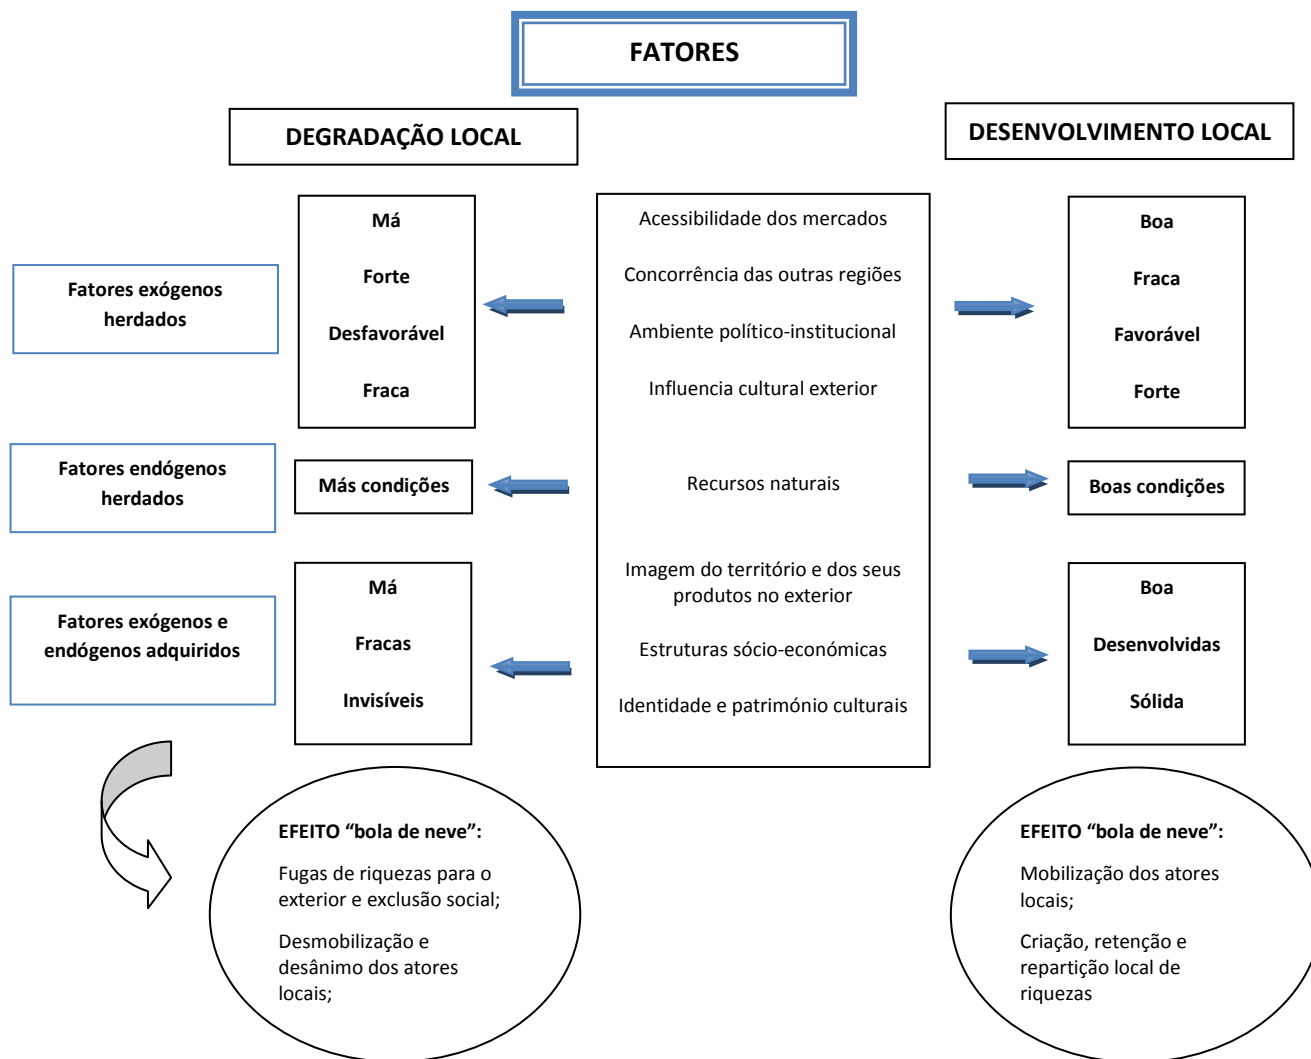 FATORES
DEGRADAÇÃO LOCAL
DESENVOLVIMENTO LOCAL
Fatores exógenos
herdados
Má
Forte
Desfavorável
Fraca
Acessibilidade dos mercados
Concorrência das outras regiões
Ambiente político-institucional
Influencia cultural exterior
Boa
Fraca
Favorável
Forte
Fatores endógenos
herdados
Más condições
Recursos naturais
Boas condições
Fatores exógenos e
endógenos adquiridos
Má
Fracas
Invisíveis
Imagem do território e dos seus
produtos no exterior
Estruturas sócio-económicas
Identidade e património culturais
Boa
Desenvolvidas
Sólida
EFEITO “bola de neve”:
Fugas de riquezas para o
exterior e exclusão social;
Desmobilização e
desânimo dos atores
locais;
EFEITO “bola de neve”:
Mobilização dos atores
locais;
Criação, retenção e
repartição local de
riquezas